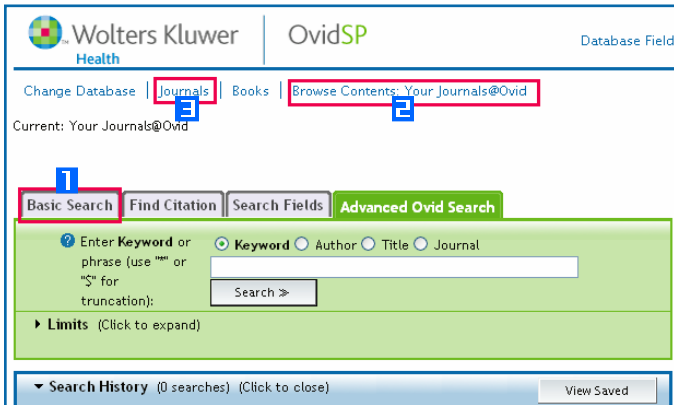 Wolters Kluwer
Health
OvidSP
Database Field
Change Database | Journals | Books | Browse Contents: Your Journals@Ovid
3
2
Current: Your Journals@Ovid
1
Basic Search Find Citation Search Fields Advanced Ovid Search
? Enter Keyword or
phrase (use "*" or
"$" for
truncation):
Keyword Author Title Journal
Search >
Limits (Click to expand)
Search History (0 searches) (Click to close) View Saved